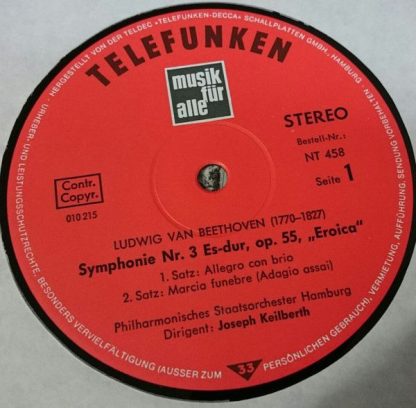 HERGESTELLT VON DER TELDEC »TELEFUNKEN-DECCA« SCHALLPLATTEN GMBH · HAMBURG
URHEBER- UND LEISTUNGSSCHUTZRECHTE, BESONDERS VERVIELFÄLTIGUNG (AUSSER ZUM PERSÖNLICHEN GEBRAUCH), VERMIETUNG, SENDUNG VORBEHALTEN
TELEFUNKEN
musik
für
alle
STEREO
Bestell-Nr.:
NT 458
Seite 1
Contr.
Copyr.
010 215
LUDWIG VAN BEETHOVEN (1770–1827)
Symphonie Nr. 3 Es-dur, op. 55, „Eroica“
1. Satz: Allegro con brio
2. Satz: Marcia funebre (Adagio assai)
Philharmonisches Staatsorchester Hamburg
Dirigent: Joseph Keilberth
33